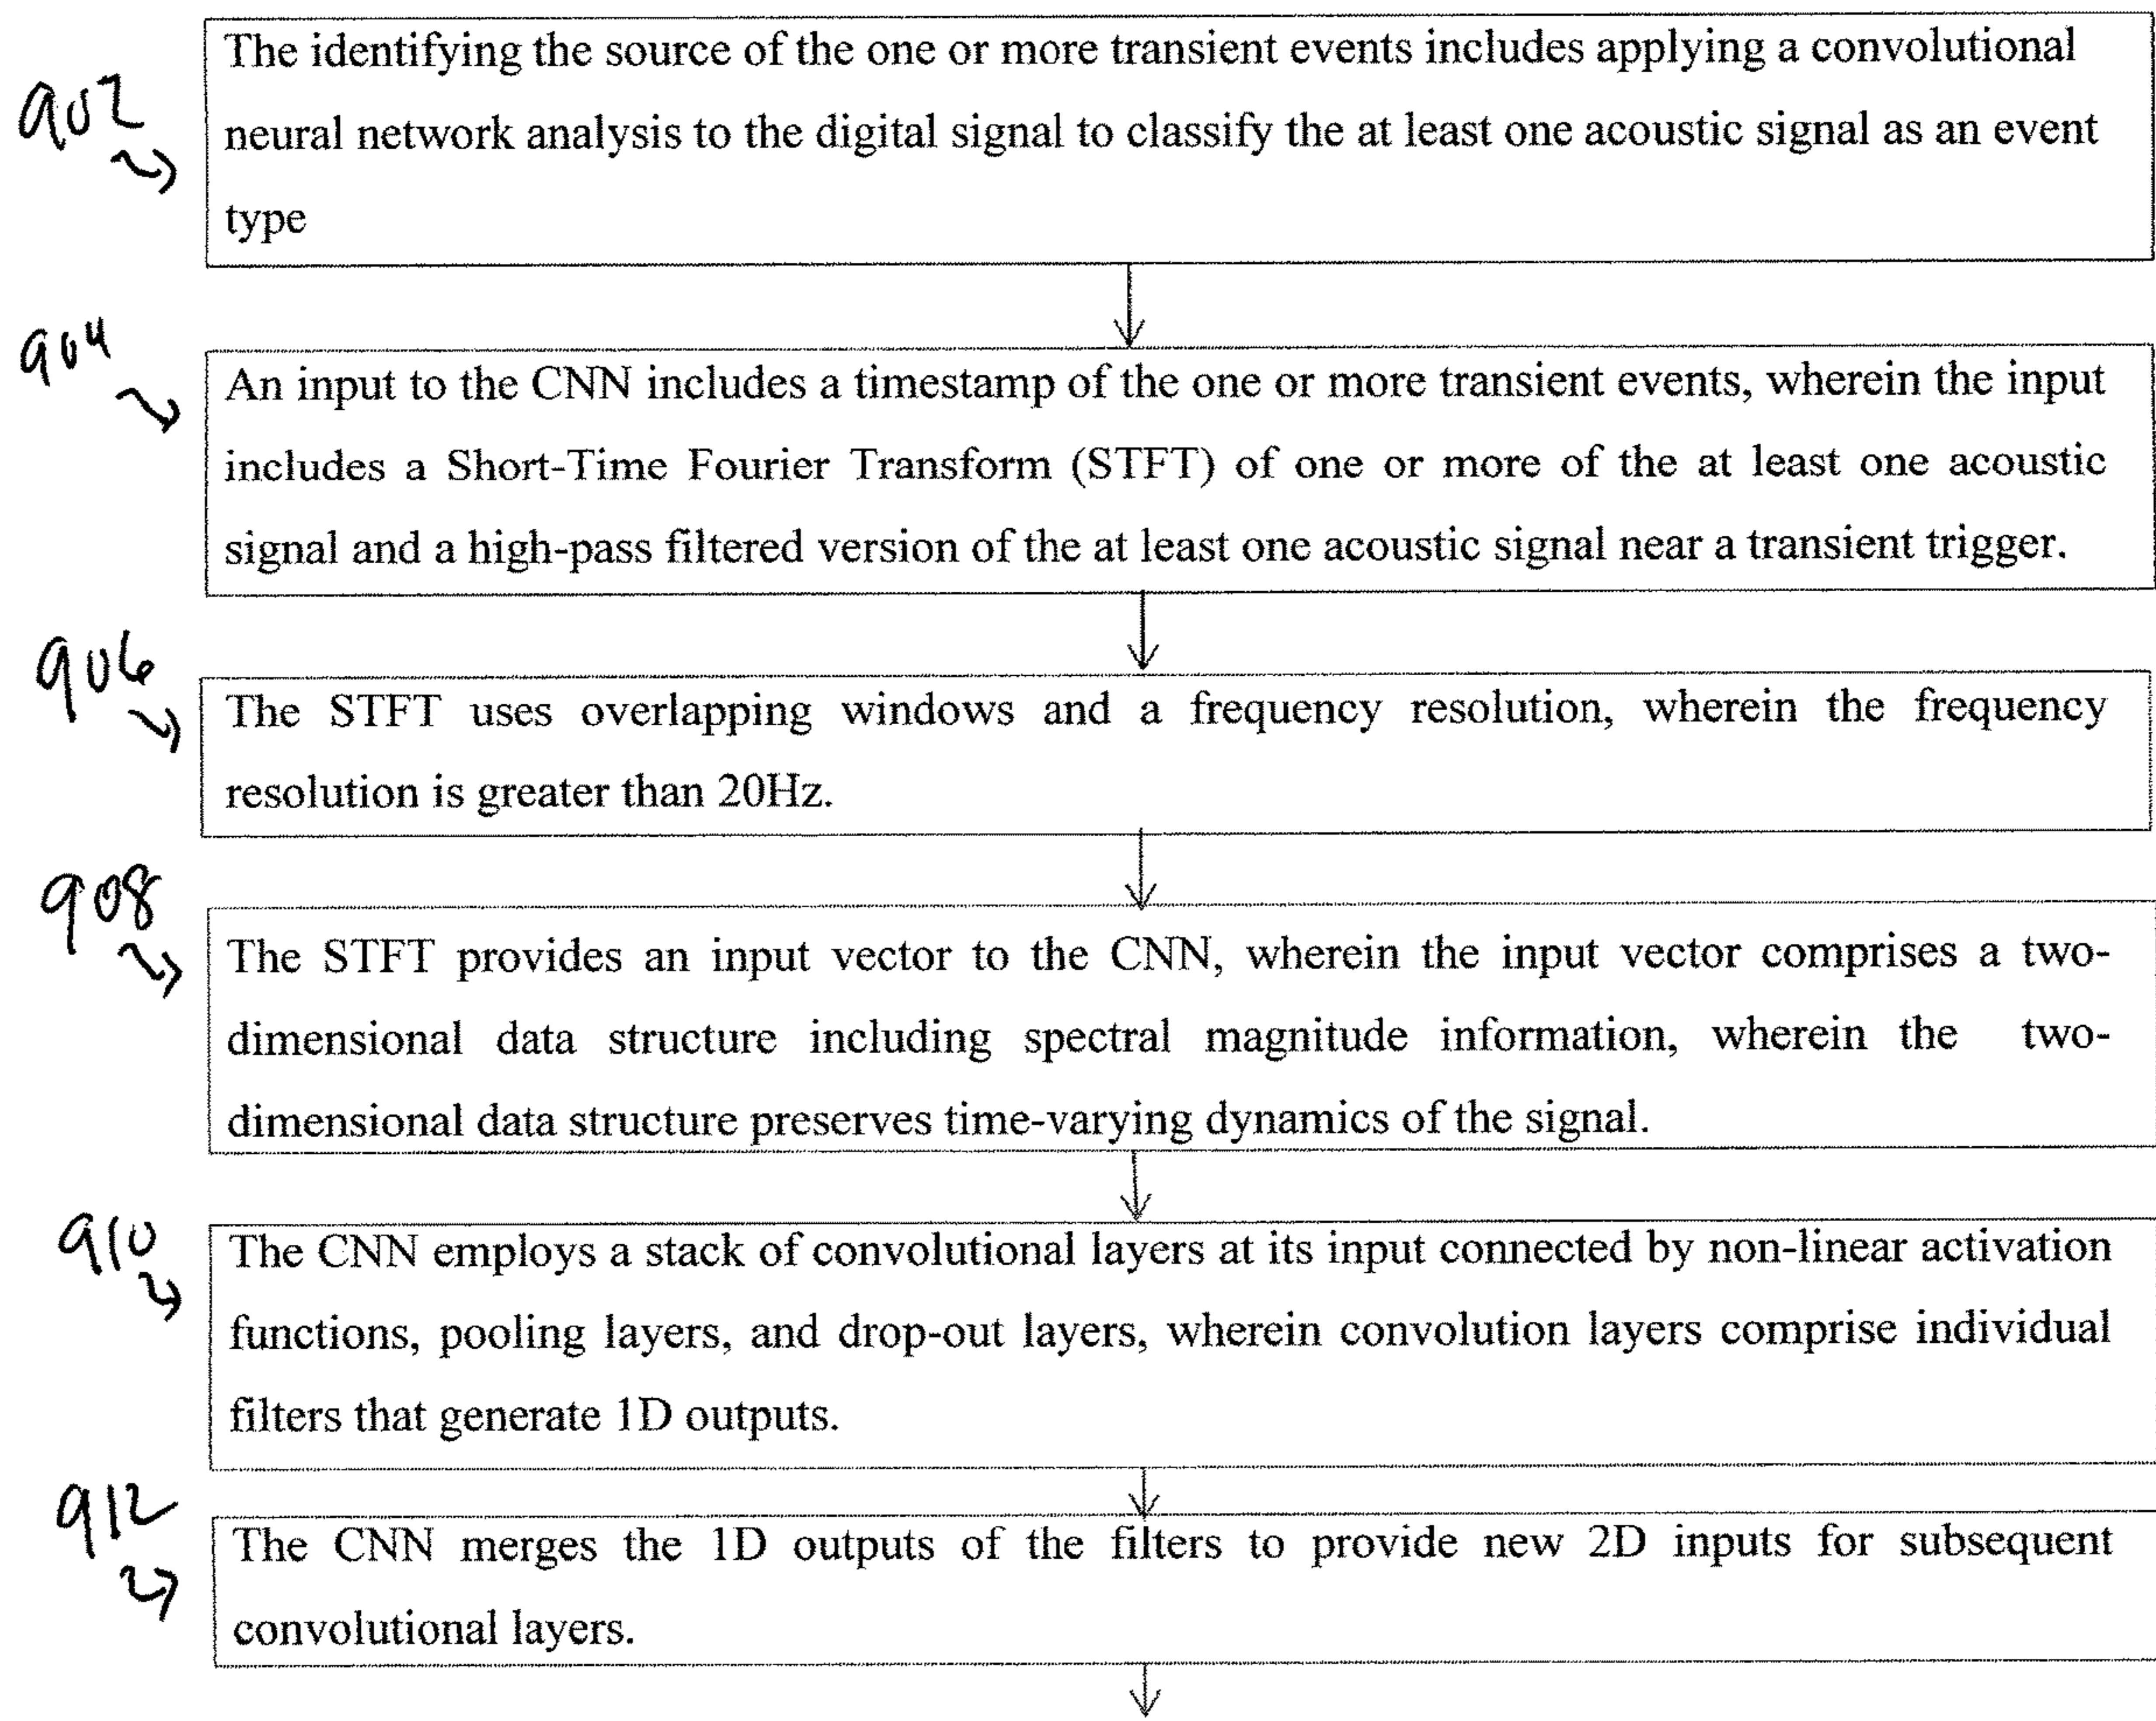 902
The identifying the source of the one or more transient events includes applying a convolutional
neural network analysis to the digital signal to classify the at least one acoustic signal as an event
type
904
An input to the CNN includes a timestamp of the one or more transient events, wherein the input
includes a Short-Time Fourier Transform (STFT) of one or more of the at least one acoustic
signal and a high-pass filtered version of the at least one acoustic signal near a transient trigger.
906
The STFT uses overlapping windows and a frequency resolution, wherein the frequency
resolution is greater than 20Hz.
908
The STFT provides an input vector to the CNN, wherein the input vector comprises a two-
dimensional data structure including spectral magnitude information, wherein the two-
dimensional data structure preserves time-varying dynamics of the signal.
910
The CNN employs a stack of convolutional layers at its input connected by non-linear activation
functions, pooling layers, and drop-out layers, wherein convolution layers comprise individual
filters that generate 1D outputs.
912
The CNN merges the 1D outputs of the filters to provide new 2D inputs for subsequent
convolutional layers.